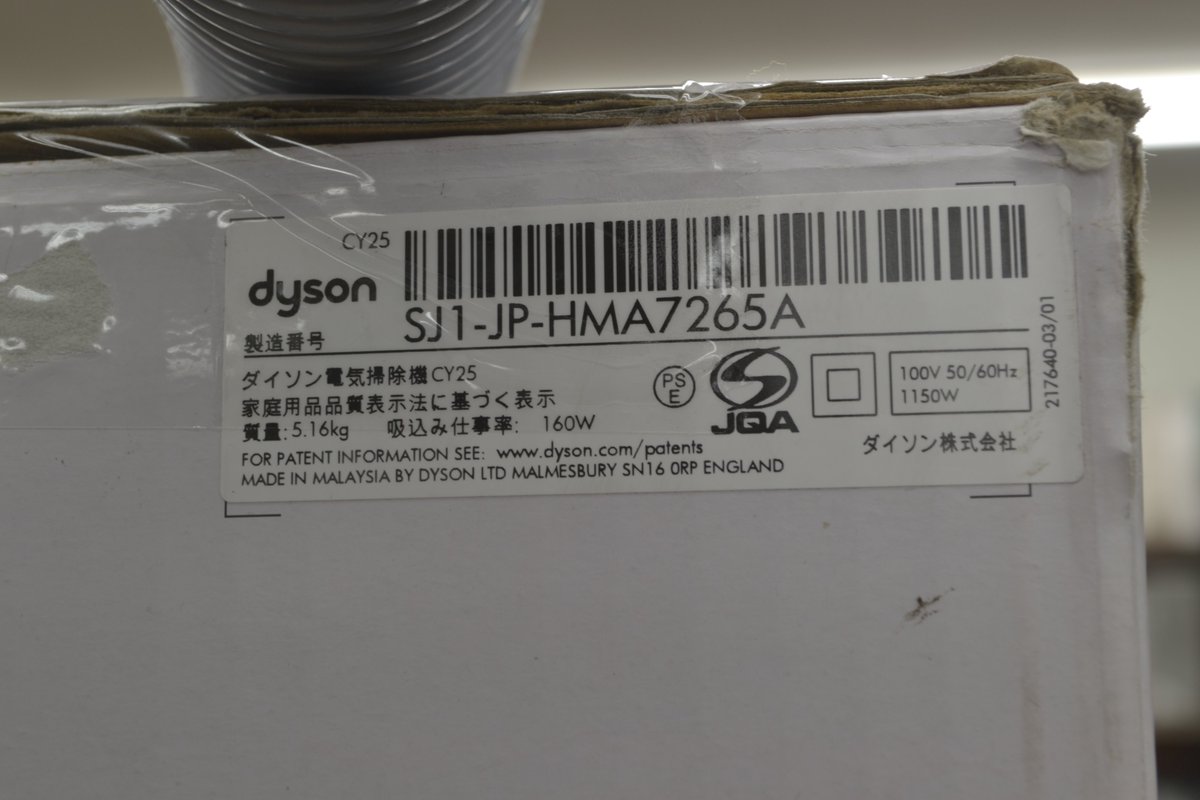 CY25
dyson
製造番号
SJ1-JP-HMA7265A
ダイソン電気掃除機CY25
家庭用品品質表示法に基づく表示
質量:5.16kg 吸込み仕事率: 160W
PS
E
JQA
100V 50/60Hz
1150W
ダイソン株式会社
FOR PATENT INFORMATION SEE: www.dyson.com/patents
MADE IN MALAYSIA BY DYSON LTD MALMESBURY SN16 0RP ENGLAND
217640-03/01